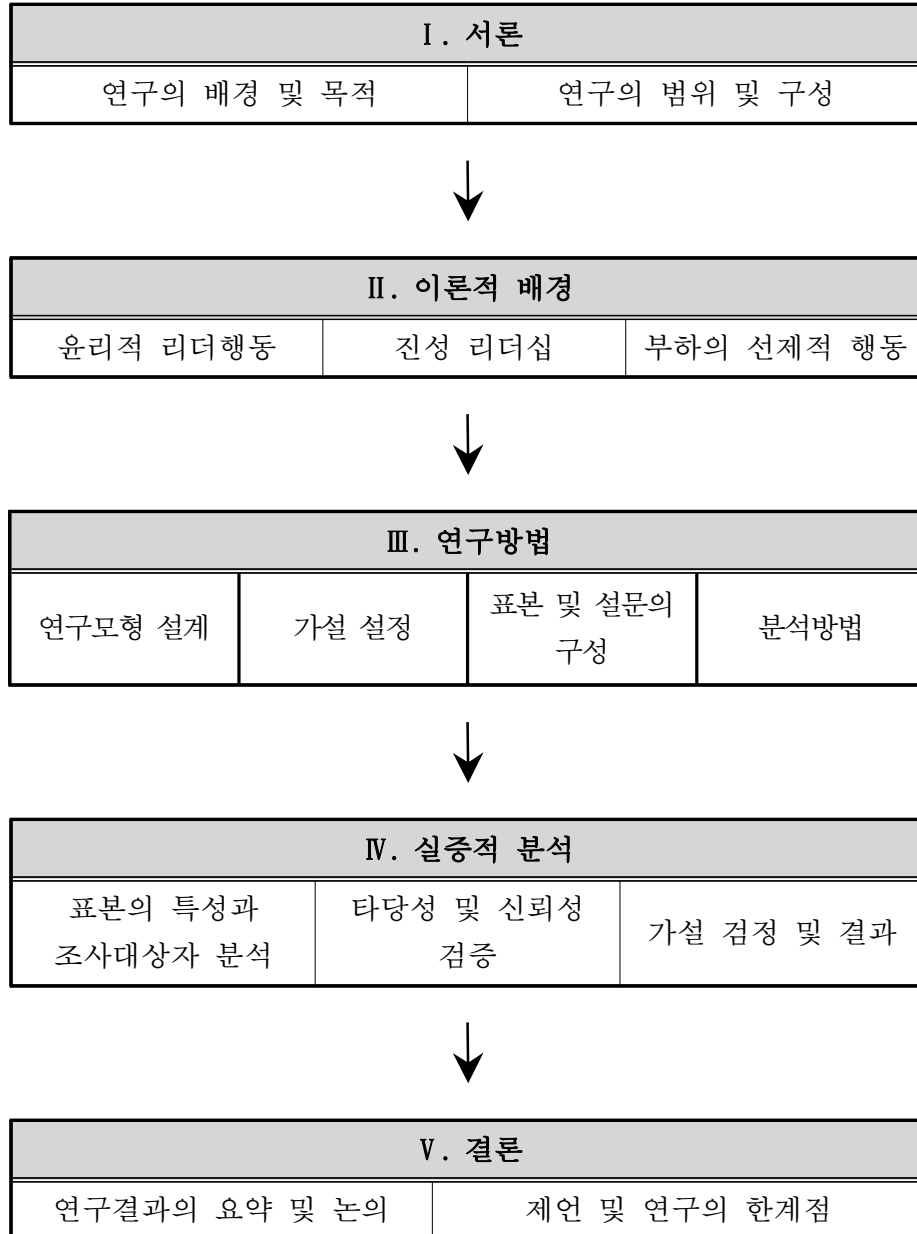 Ⅰ. 서론
연구의 배경 및 목적
연구의 범위 및 구성
Ⅱ. 이론적 배경
윤리적 리더행동
진성 리더십
부하의 선제적 행동
Ⅲ. 연구방법
연구모형 설계
가설 설정
표본 및 설문의
구성
분석방법
Ⅳ. 실증적 분석
표본의 특성과
조사대상자 분석
타당성 및 신뢰성
검증
가설 검정 및 결과
Ⅴ. 결론
연구결과의 요약 및 논의
제언 및 연구의 한계점